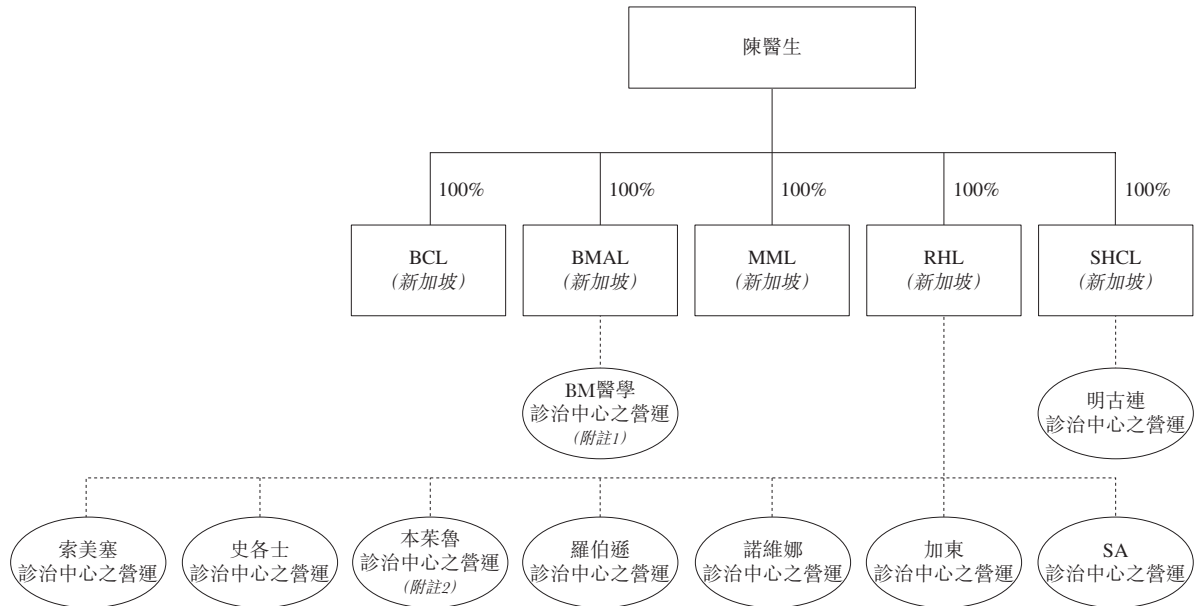 陳醫生
100%
100%
100%
100%
100%
BCL
(新加坡)
BMAL
(新加坡)
MML
(新加坡)
RHL
(新加坡)
SHCL
(新加坡)
BM醫學
診治中心之營運
(附註1)
明古連
診治中心之營運
索美塞
診治中心之營運
史各士
診治中心之營運
本茱魯
診治中心之營運
(附註2)
羅伯遜
診治中心之營運
諾維娜
診治中心之營運
加東
診治中心之營運
SA
診治中心之營運